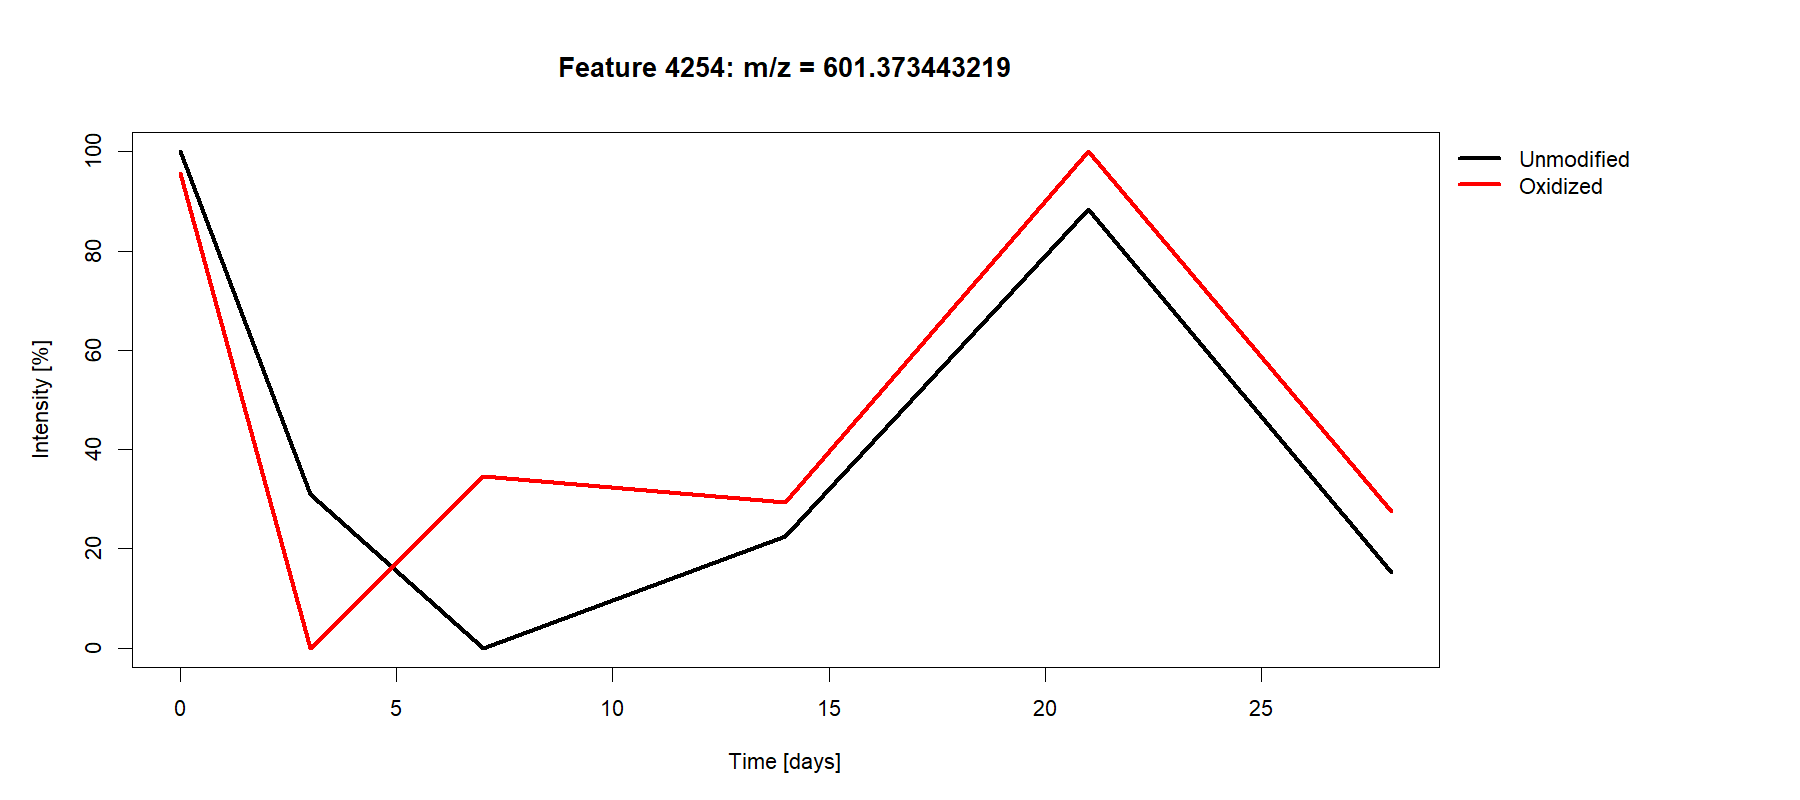 Feature 4254: m/z = 601.373443219
Unmodified
Oxidized
Intensity [%]
100
80
60
40
20
0
0 5 10 15 20 25
Time [days]